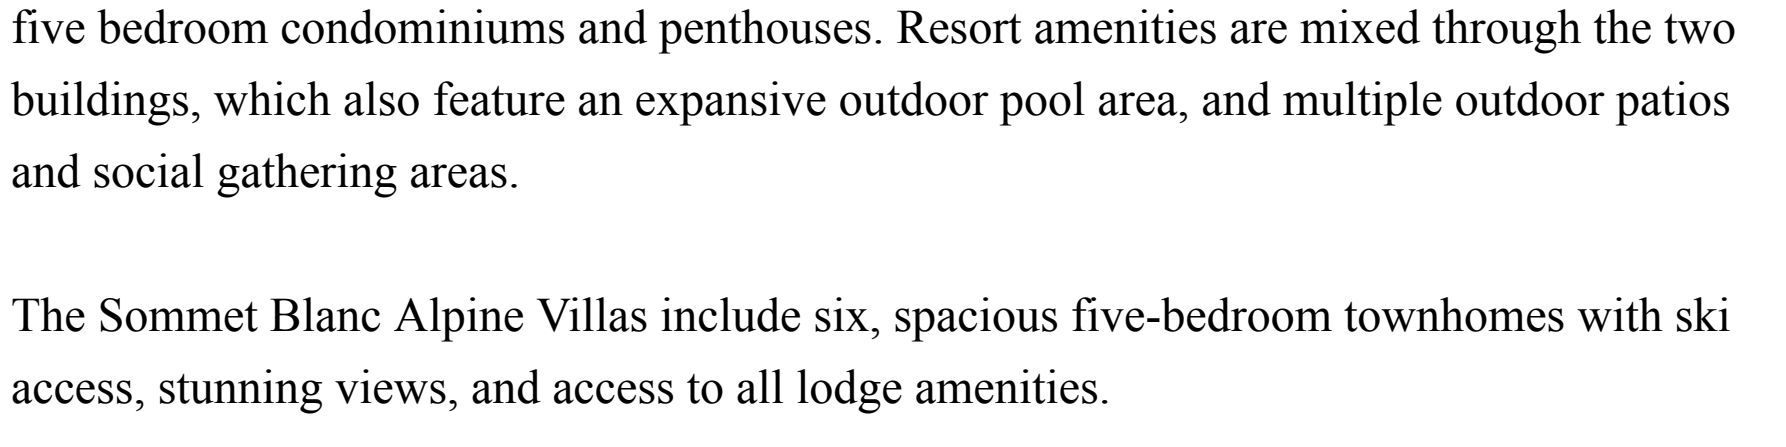 five bedroom condominiums and penthouses. Resort amenities are mixed through the two
buildings, which also feature an expansive outdoor pool area, and multiple outdoor patios
and social gathering areas.
The Sommet Blanc Alpine Villas include six, spacious five-bedroom townhomes with ski
access, stunning views, and access to all lodge amenities.